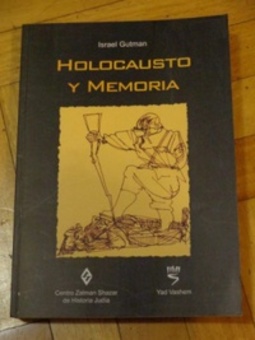 Israel Gutman
HOLOCAUSTO
Y MEMORIA
Centro Zalman Shazar
de Historia Judía
Yad Vashem